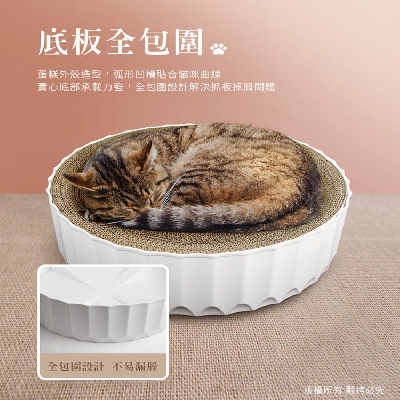 底板全包圍
蛋糕外殼造型，弧形凹槽貼合貓咪曲線
實心底部承載力強，全包圍設計解決抓板掉屑問題
全包圍設計 不易漏屑
版權所有 翻拷必究